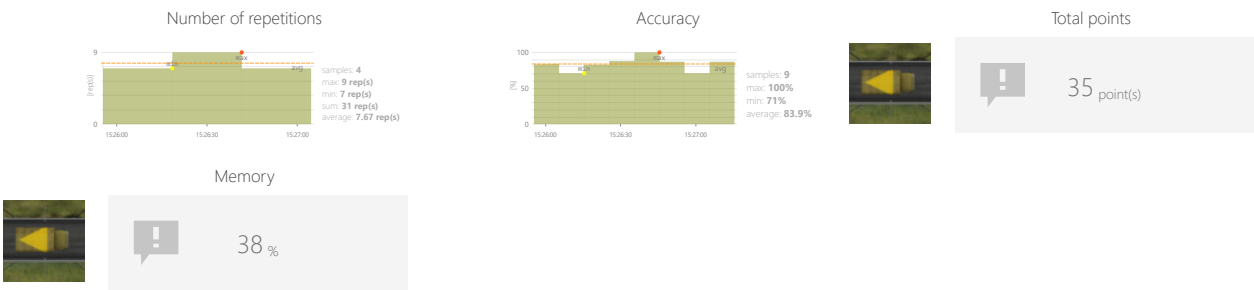 Number of repetitions
9
max
min
avg
[rep(s)]
0
15:26:00
15:26:30
15:27:00
samples: 4
max: 9 rep(s)
min: 7 rep(s)
sum: 31 rep(s)
average: 7.67 rep(s)
Accuracy
100
max
min
avg
[%]
50
0
15:26:00
15:26:30
15:27:00
samples: 9
max: 100%
min: 71%
average: 83.9%
Total points
35 point(s)
Memory
38 %